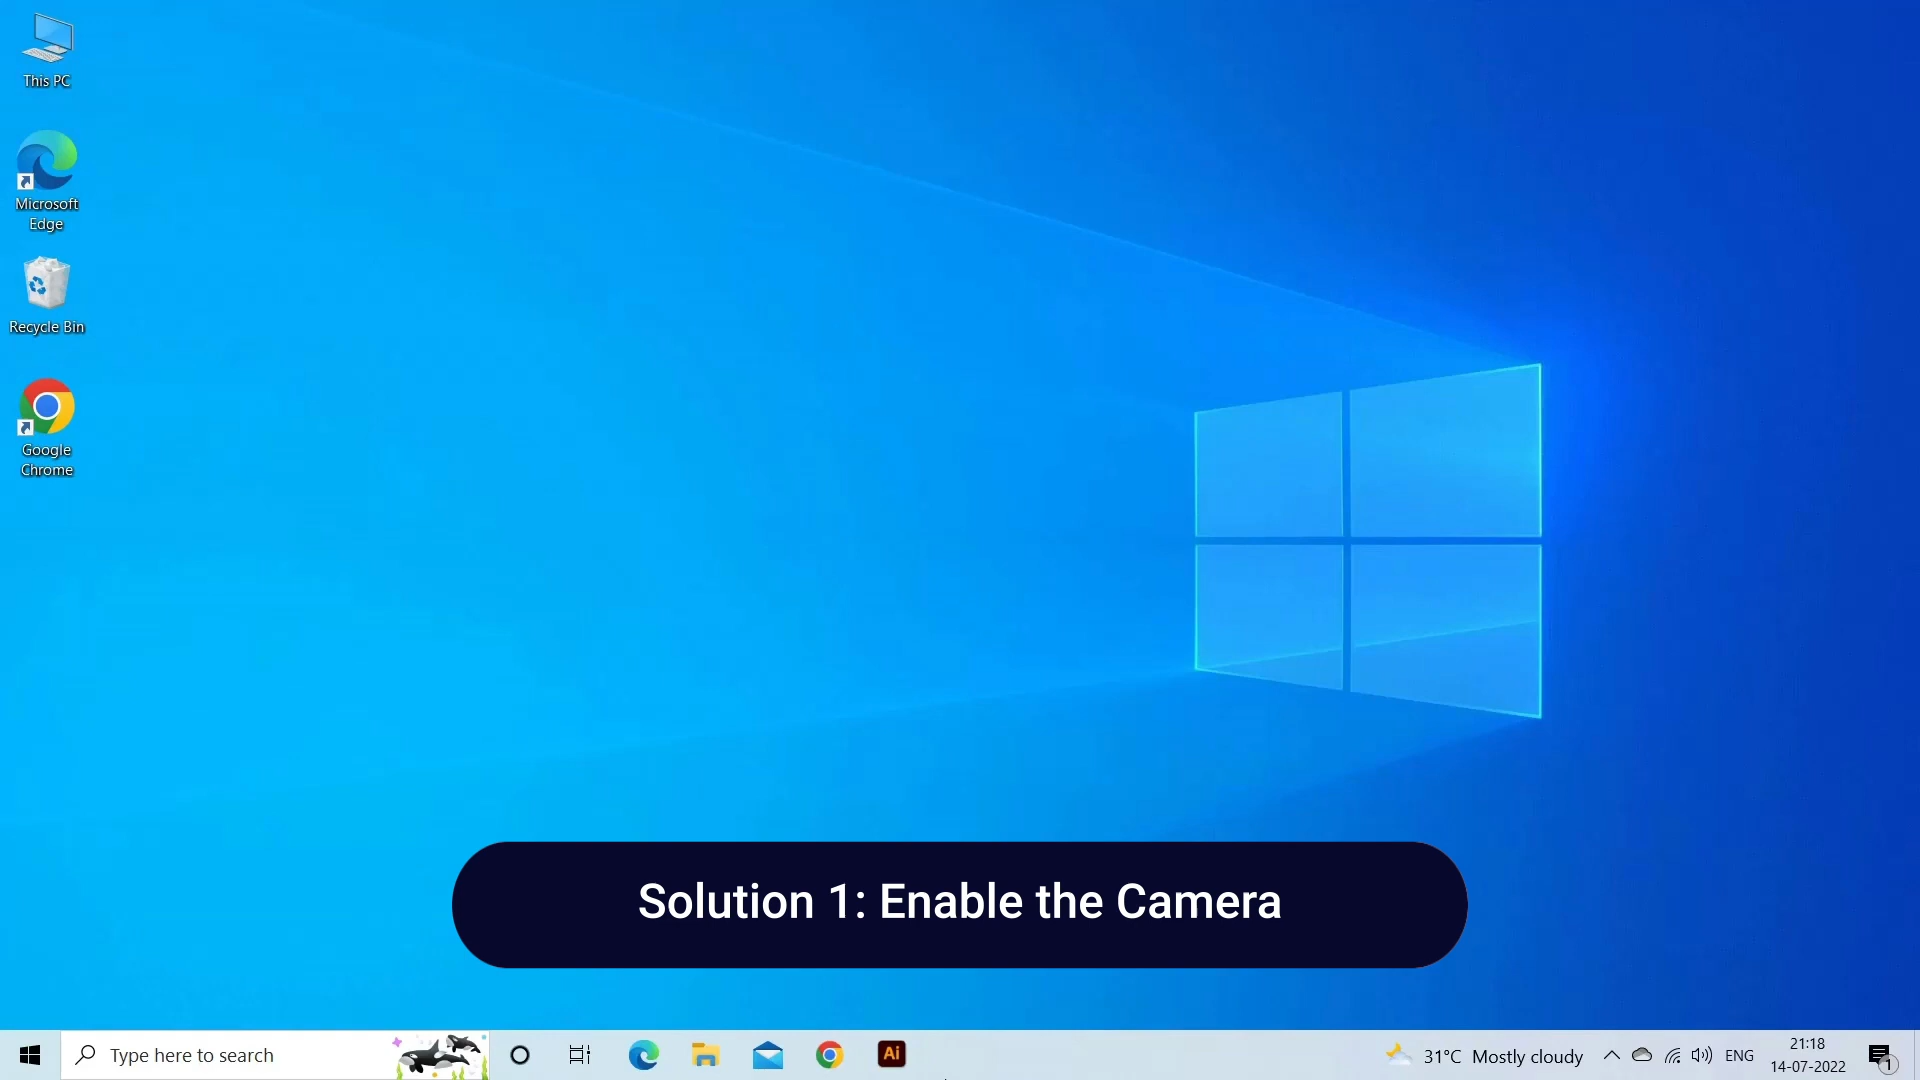 This PC
Microsoft
Edge
Recycle Bin
Google
Chrome
Solution 1: Enable the Camera
Type here to search
Ai
31°C Mostly cloudy
ENG
21:18
14-07-2022
1